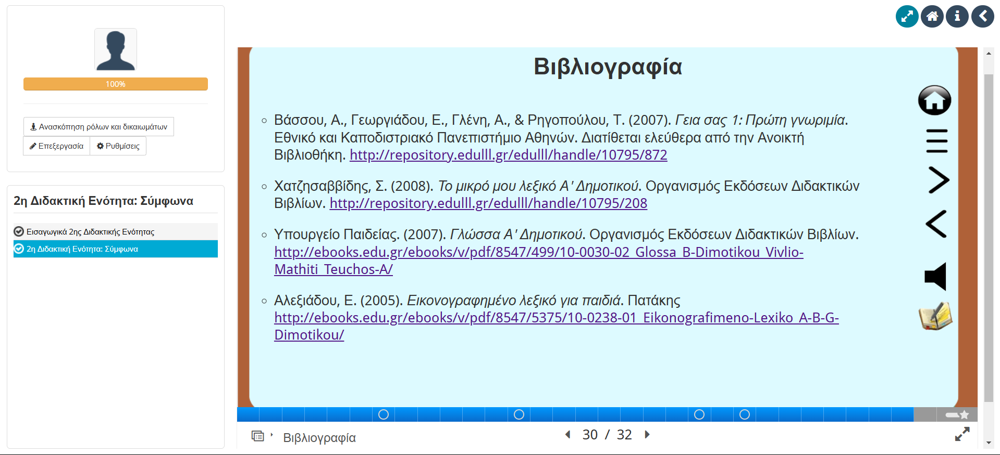 100%
Ανασκόπηση ρόλων και δικαιωμάτων
Επεξεργασία
Ρυθμίσεις
2η Διδακτική Ενότητα: Σύμφωνα
Εισαγωγικά 2ης Διδακτικής Ενότητας
2η Διδακτική Ενότητα: Σύμφωνα
Βιβλιογραφία
Βάσσου, Α., Γεωργιάδου, Ε., Γλένη, Α., & Ρηγοπούλου, Τ. (2007). Γεια σας 1: Πρώτη γνωριμία.
Εθνικό και Καποδιστριακό Πανεπιστήμιο Αθηνών. Διατίθεται ελεύθερα από την Ανοικτή
Βιβλιοθήκη. http://repository.edulll.gr/edulll/handle/10795/872
Χατζησαββίδης, Σ. (2008). Το μικρό μου λεξικό Α' Δημοτικού. Οργανισμός Εκδόσεων Διδακτικών
Βιβλίων. http://repository.edulll.gr/edulll/handle/10795/208
Υπουργείο Παιδείας. (2007). Γλώσσα Α' Δημοτικού. Οργανισμός Εκδόσεων Διδακτικών Βιβλίων.
http://ebooks.edu.gr/ebooks/v/pdf/8547/499/10-0030-02_Glossa_B-Dimotikou_Vivlio-
Mathiti_Teuchos-A/
Αλεξιάδου, Ε. (2005). Εικονογραφημένο λεξικό για παιδιά. Πατάκης
http://ebooks.edu.gr/ebooks/v/pdf/8547/5375/10-0238-01_Eikonografimeno-Lexiko_A-B-G-
Dimotikou/
Βιβλιογραφία
30 / 32